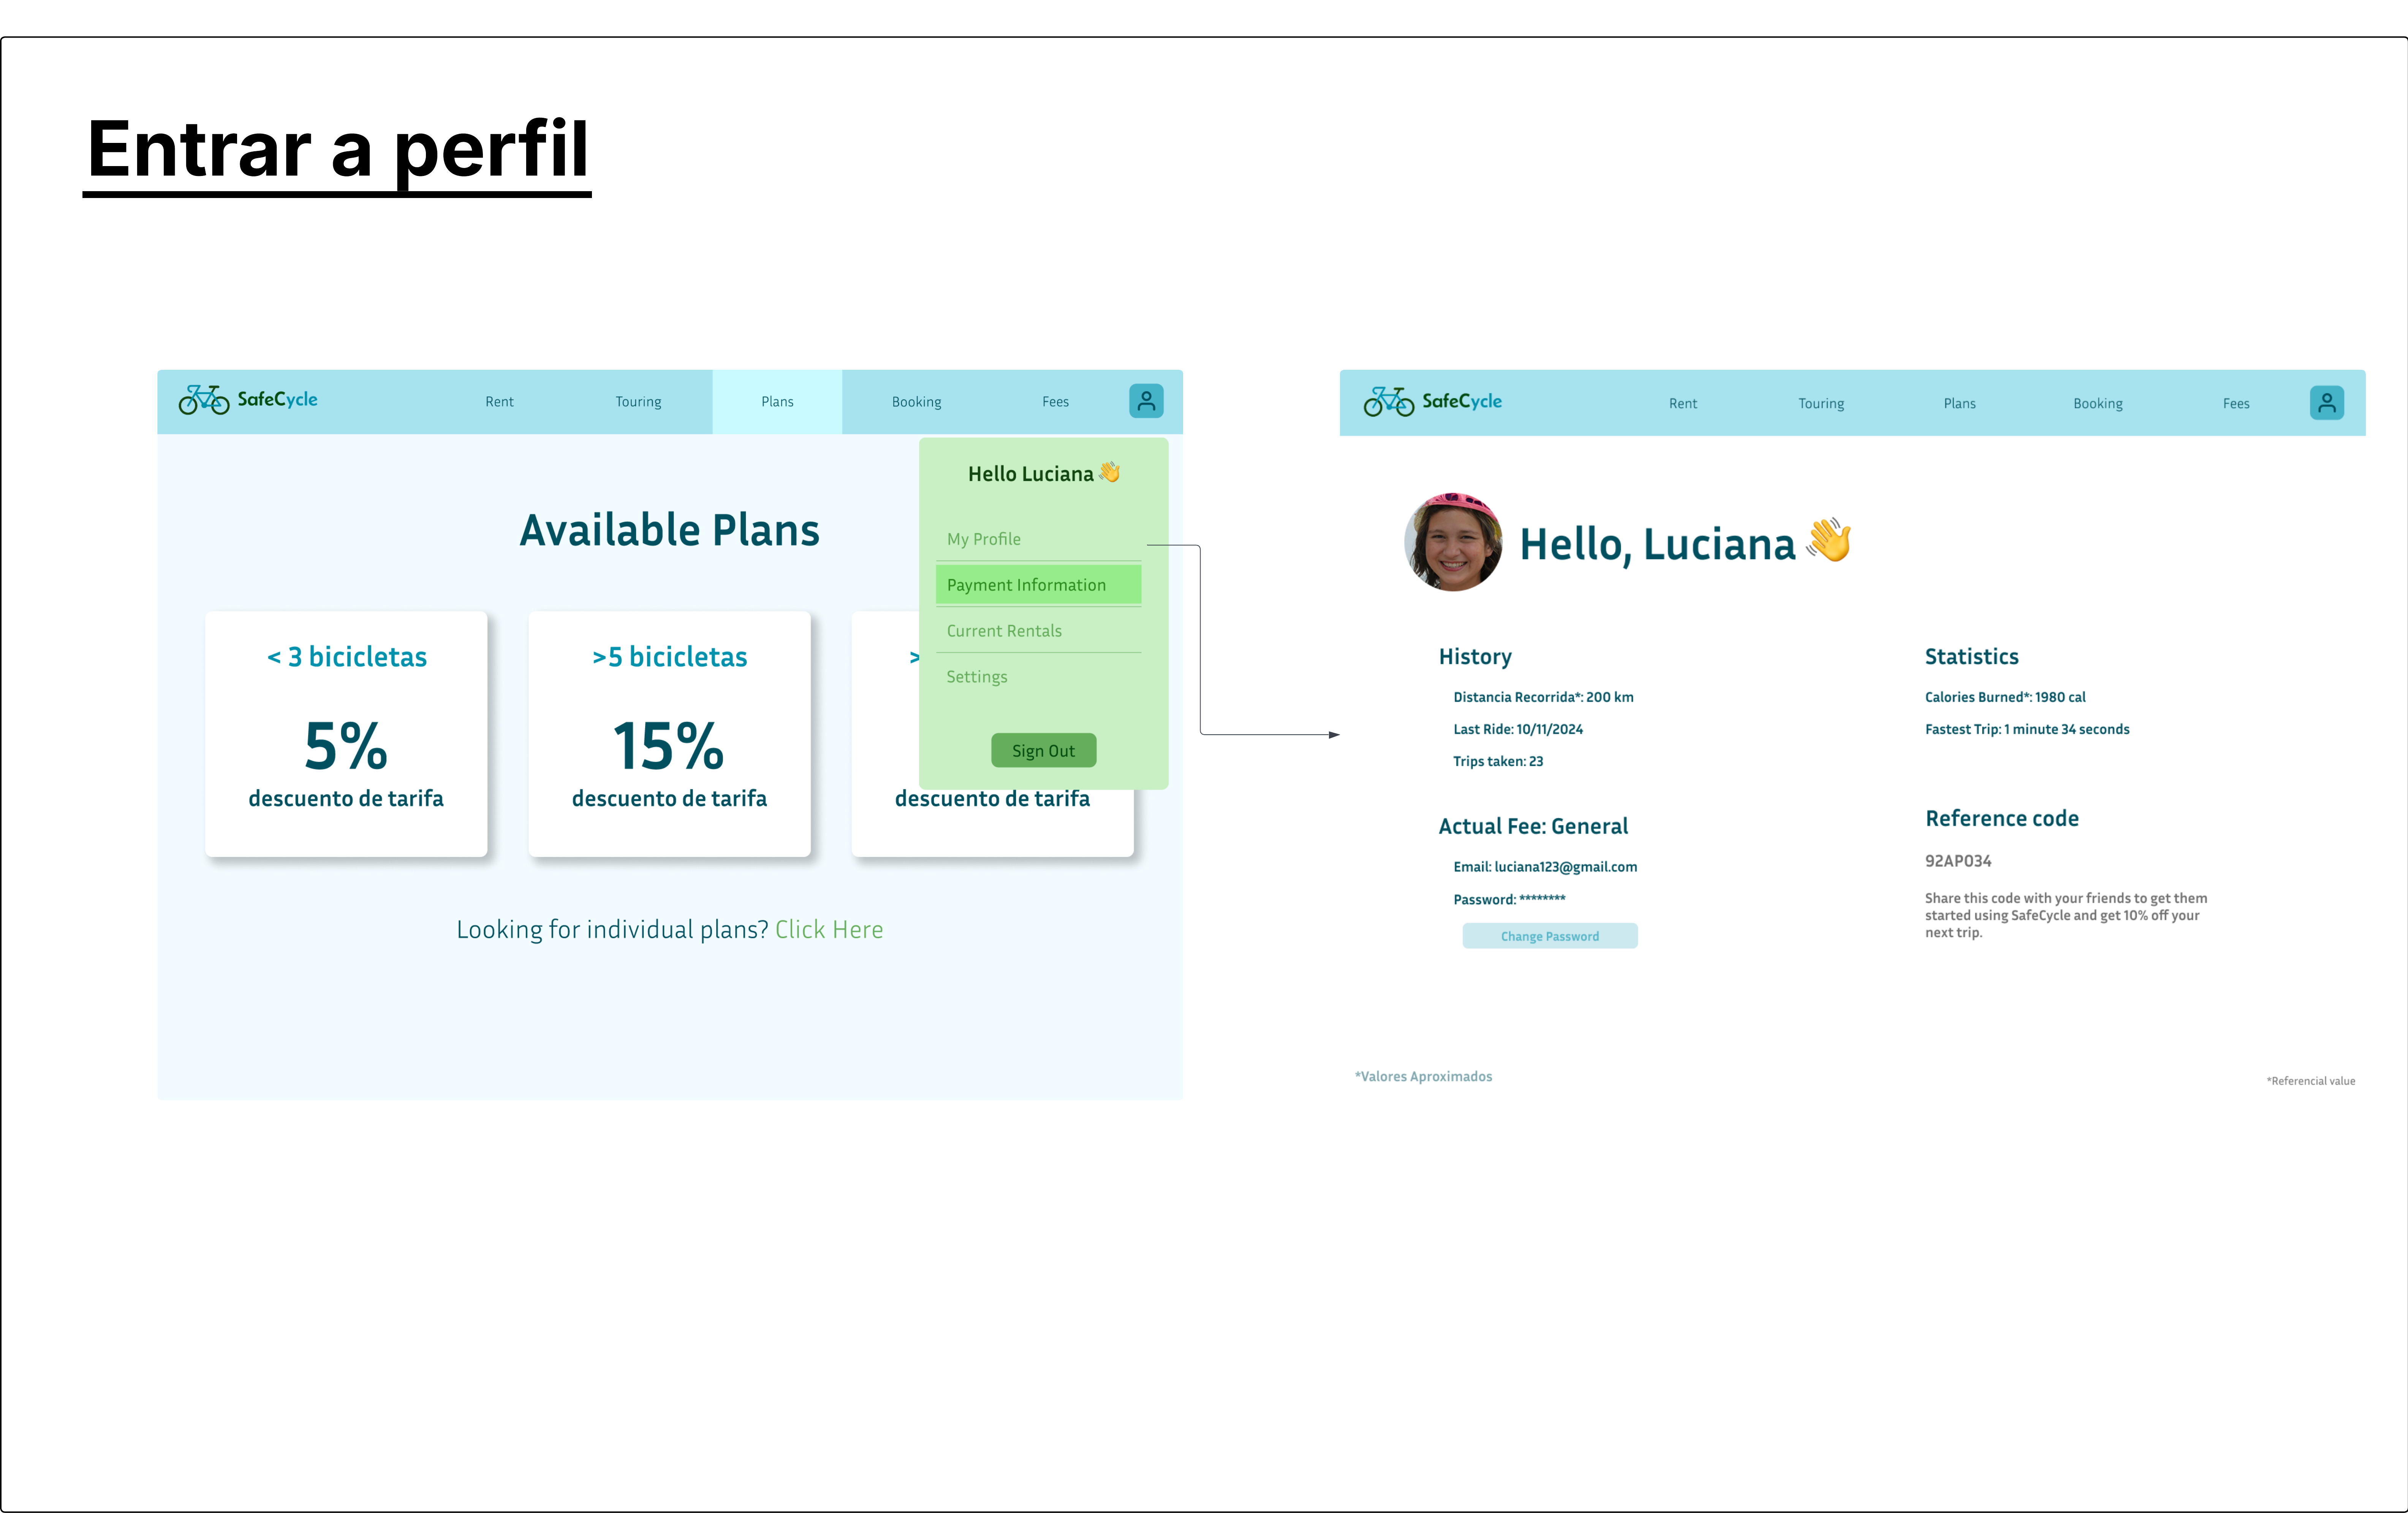 Entrar a perfil
SafeCycle
Rent
Touring
Plans
Booking
Fees
Hello Luciana 👋
My Profile
Payment Information
Current Rentals
Settings
Sign Out
Available Plans
< 3 bicicletas
5%
descuento de tarifa
>5 bicicletas
15%
descuento de tarifa
>
descuento de tarifa
Looking for individual plans? Click Here
SafeCycle
Rent
Touring
Plans
Booking
Fees
Hello, Luciana 👋
History
Distancia Recorrida*: 200 km
Last Ride: 10/11/2024
Trips taken: 23
Actual Fee: General
Email: luciana123@gmail.com
Password: ********
Change Password
Statistics
Calories Burned*: 1980 cal
Fastest Trip: 1 minute 34 seconds
Reference code
92APO34
Share this code with your friends to get them
started using SafeCycle and get 10% off your
next trip.
*Valores Aproximados
*Referencial value